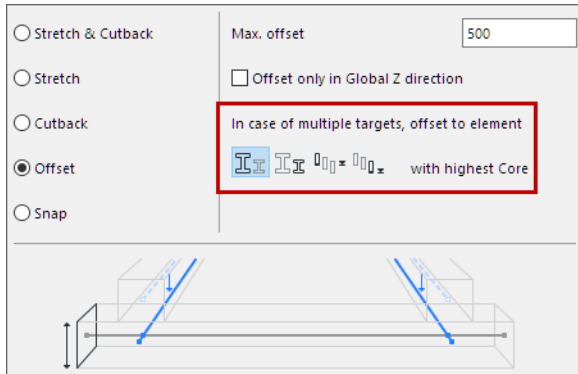 Stretch & Cutback
Max. offset
500
Stretch
Offset only in Global Z direction
Cutback
In case of multiple targets, offset to element
Offset
with highest Core
Snap